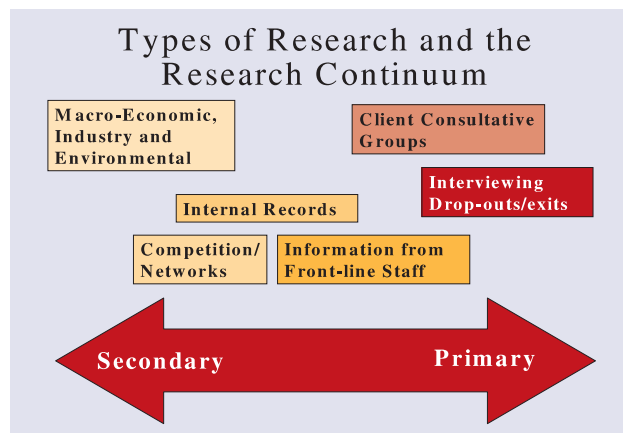 Types of Research and the
Research Continuum
Macro-Economic,
Industry and
Environmental
Client Consultative
Groups
Interviewing
Drop-outs/exits
Internal Records
Competition/
Networks
Information from
Front-line Staff
Secondary
Primary